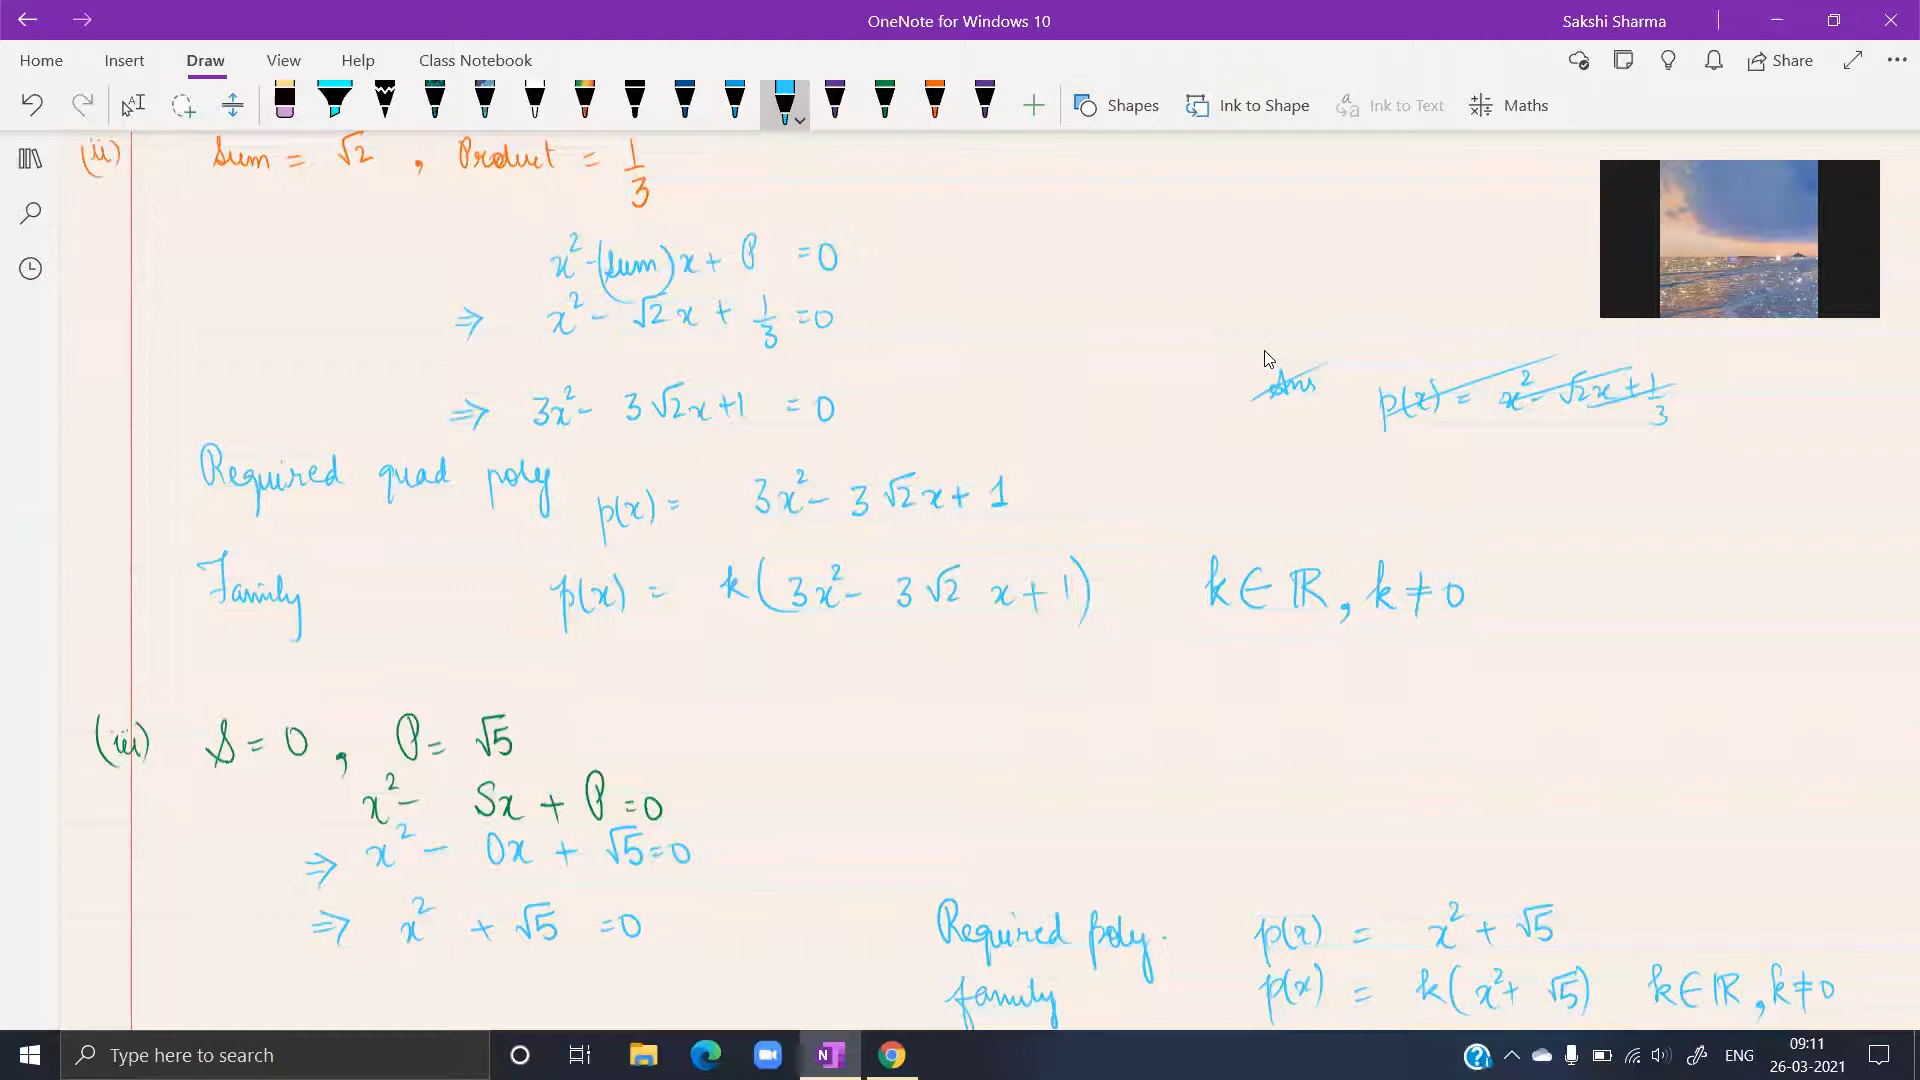 OneNote for Windows 10
Sakshi Sharma
Home Insert Draw View Help Class Notebook Share
Shapes Ink to Shape Ink to Text Maths
(ii) Sum = √2 , Product = 1/3
x² - (sum)x + P = 0
⇒ x² - √2x + 1/3 = 0
Ans p(x) = x² - √2x + 1/3
⇒ 3x² - 3√2x + 1 = 0
Required quad poly p(x) = 3x² - 3√2x + 1
Family p(x) = k(3x² - 3√2 x + 1) k ∈ ℝ, k ≠ 0
(iii) S = 0 , P = √5
x² - Sx + P = 0
⇒ x² - 0x + √5 = 0
⇒ x² + √5 = 0
Required poly. p(x) = x² + √5
family p(x) = k(x² + √5) k ∈ ℝ, k ≠ 0
Type here to search
ENG
09:11
26-03-2021